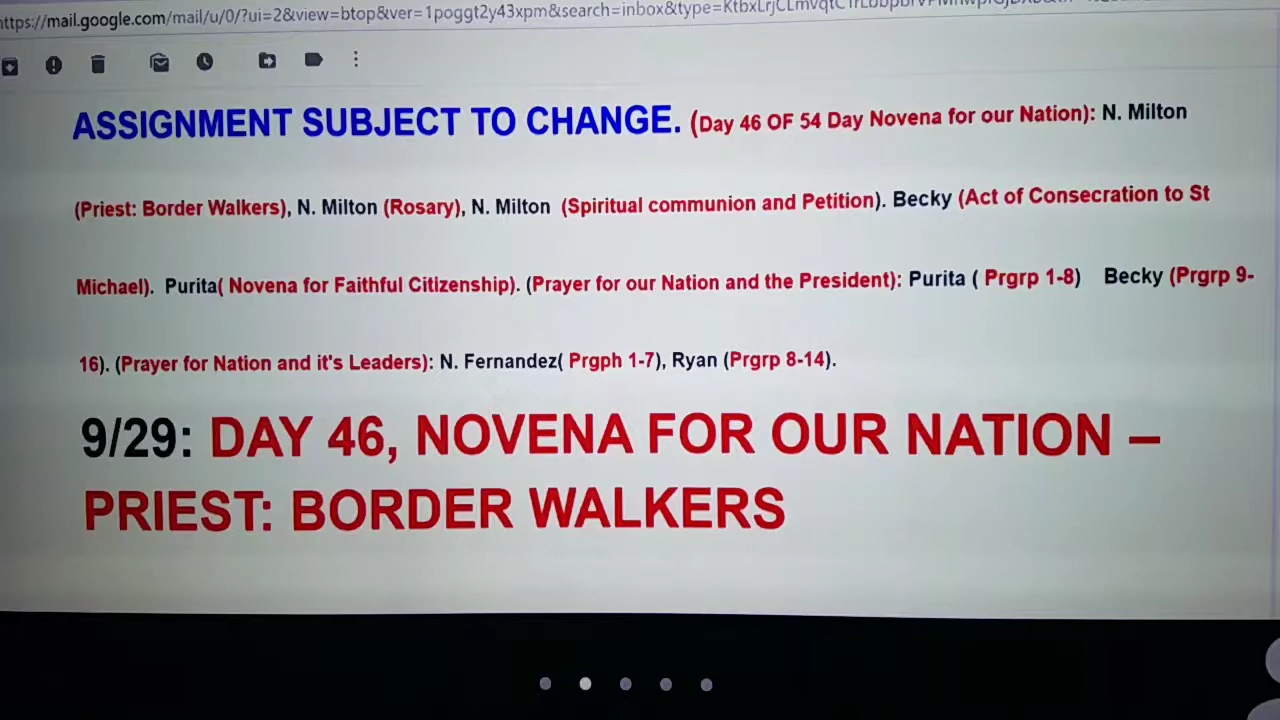 https://mail.google.com/mail/u/0/?ui=2&view=btop&ver=1poggt2y43xpm&search=inbox&type=
ASSIGNMENT SUBJECT TO CHANGE. (Day 46 OF 54 Day Novena for our Nation): N. Milton
(Priest: Border Walkers), N. Milton (Rosary), N. Milton (Spiritual communion and Petition). Becky (Act of Consecration to St
Michael). Purita( Novena for Faithful Citizenship). (Prayer for our Nation and the President): Purita ( Prgrp 1-8) Becky (Prgrp 9-
16). (Prayer for Nation and it's Leaders): N. Fernandez( Prgph 1-7), Ryan (Prgrp 8-14).
9/29: DAY 46, NOVENA FOR OUR NATION –
PRIEST: BORDER WALKERS